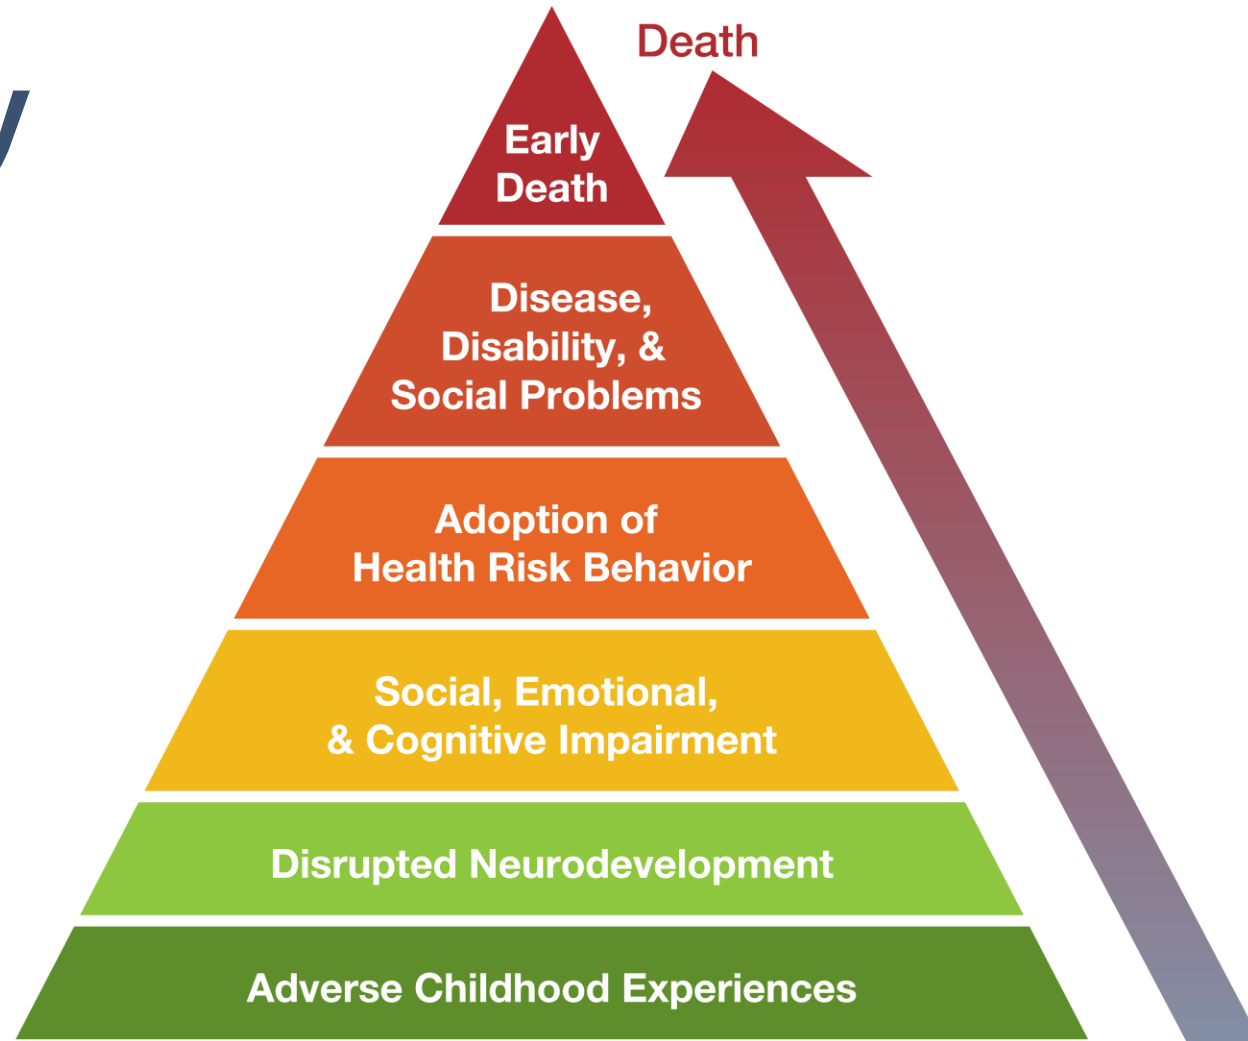 Death
Early
Death
Disease,
Disability, &
Social Problems
Adoption of
Health Risk Behavior
Social, Emotional,
& Cognitive Impairment
Disrupted Neurodevelopment
Adverse Childhood Experiences